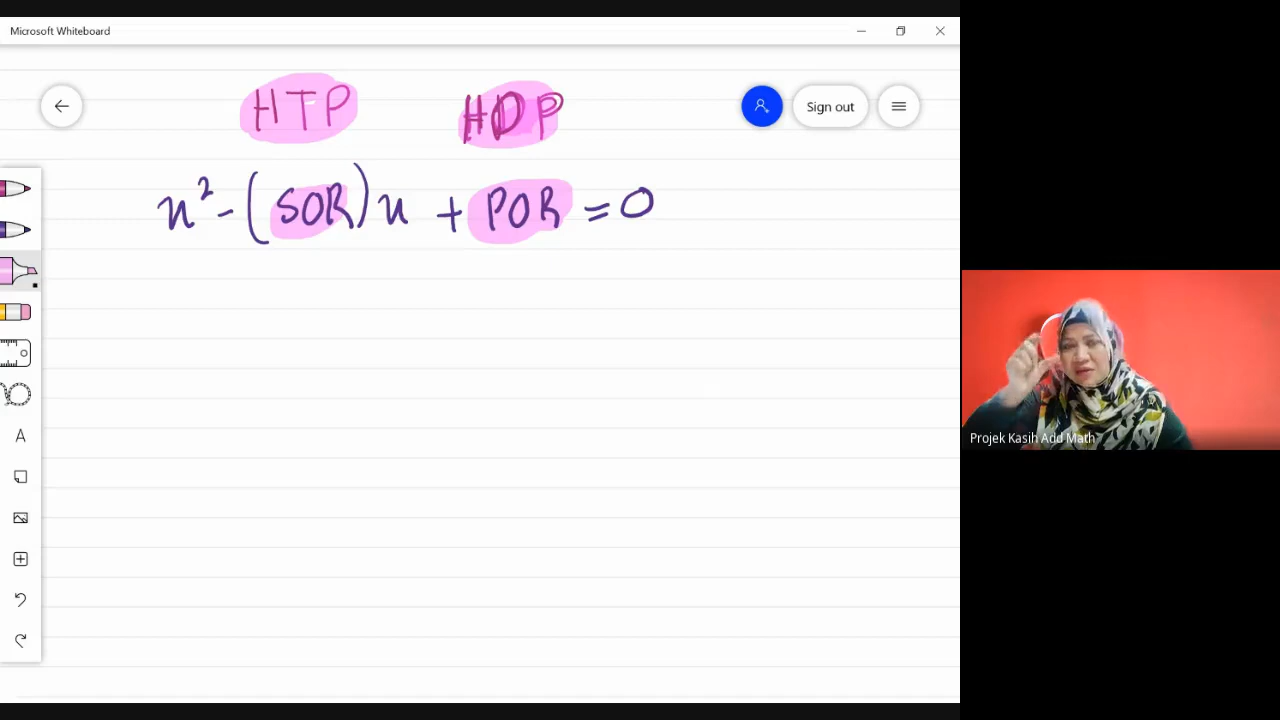 Microsoft Whiteboard
HTP HDP
Sign out
x² - (SOR)x + POR = 0
A
Projek Kasih Add Math